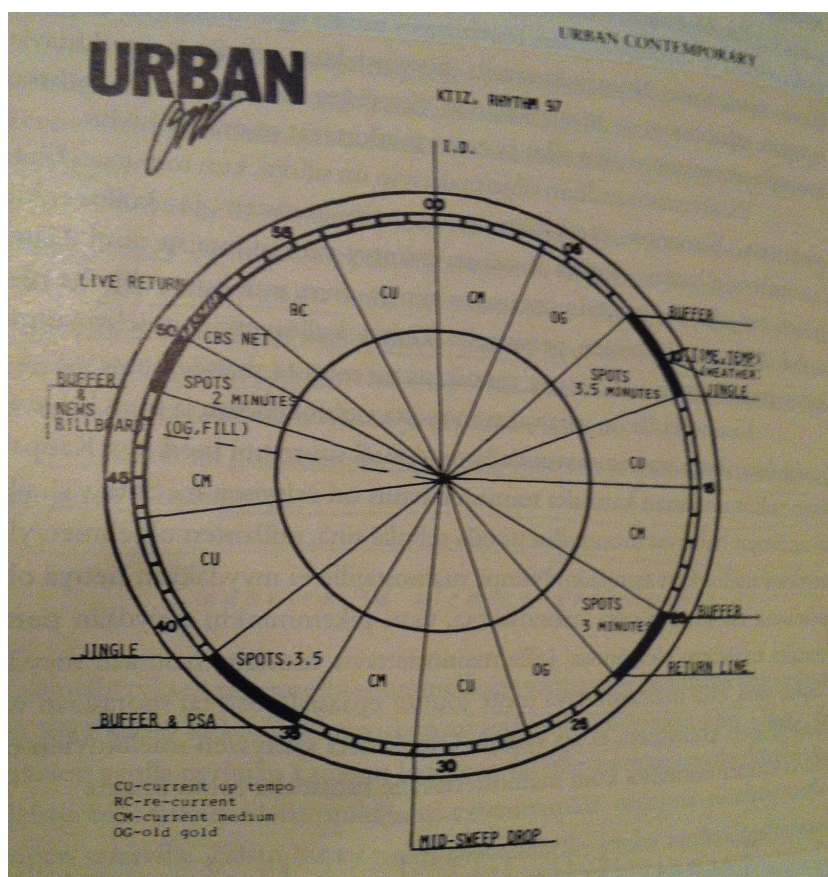 URBAN CONTEMPORARY
URBAN
One
KTIZ, RHYTHM 97
I.D.
00
55
05
LIVE RETURN
50
CBS NET
RC
CU
CM
OG
BUFFER
(TIME, TEMP)
(WEATHER)
JINGLE
SPOTS
3.5 MINUTES
BUFFER
&
NEWS
BILLBOARD
SPOTS
2 MINUTES
(OG,FILL)
45
CM
CU
15
CM
CU
SPOTS
3 MINUTES
20
BUFFER
RETURN LINE
40
JINGLE
SPOTS,3.5
CM
CU
OG
25
BUFFER & PSA
35
30
MID-SWEEP DROP
CU-current up tempo
RC-re-current
CM-current medium
OG-old gold